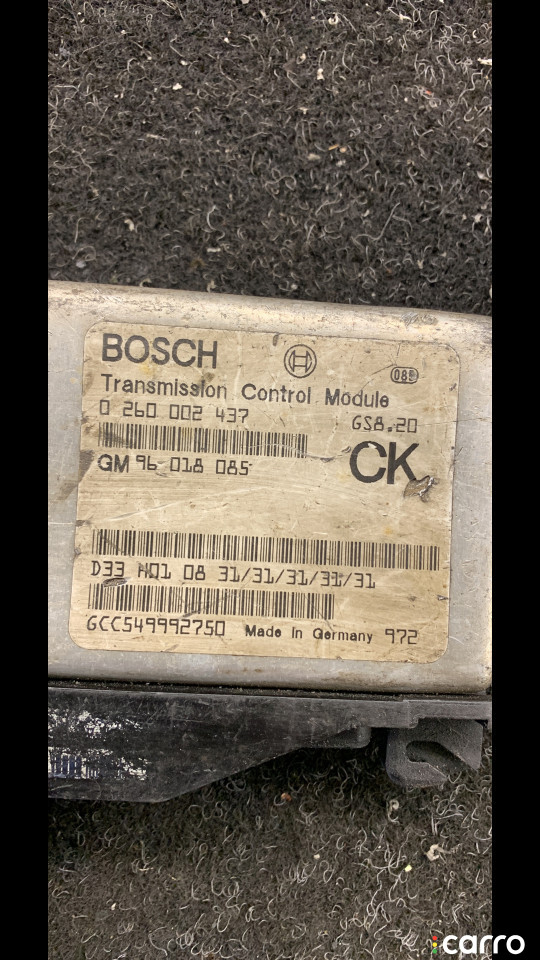 BOSCH
Transmission Control Module
0 260 002 437 GS8.20
GM 96 018 085 CK
D33 08 31/31/31/31/31
GCC549992750 Made in Germany 972
carro